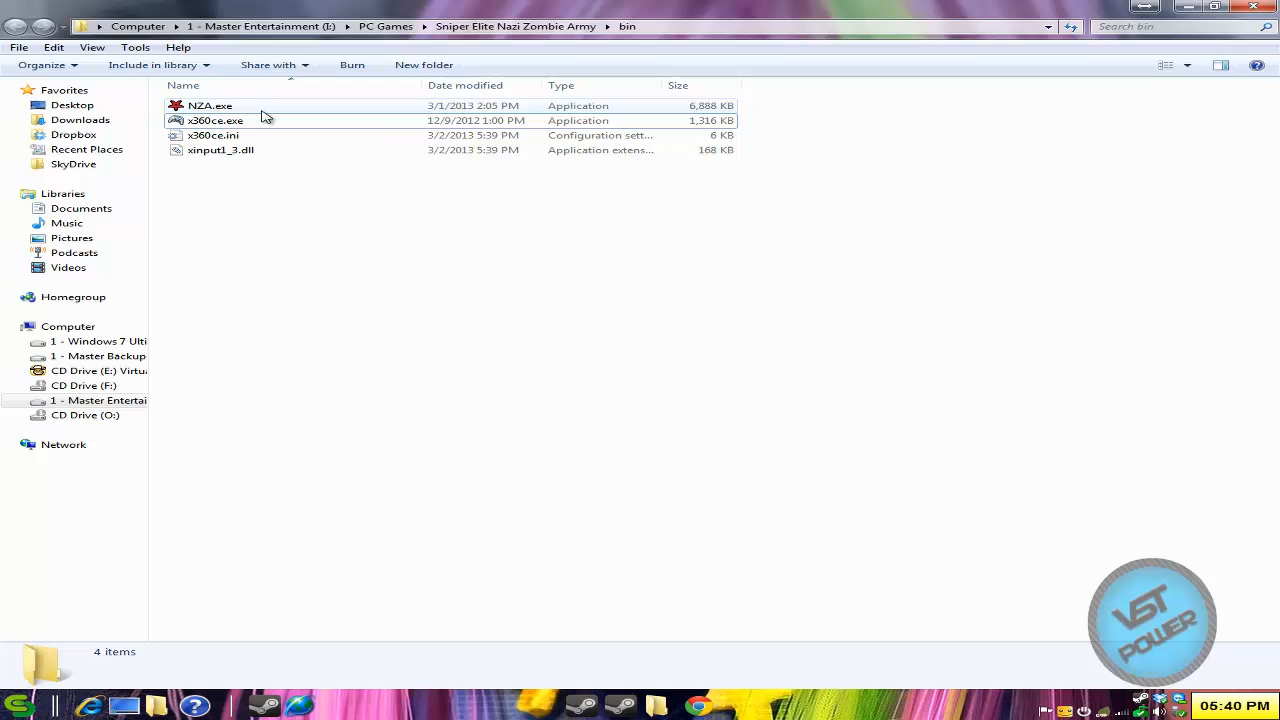 Computer 1 - Master Entertainment (I:) PC Games Sniper Elite Nazi Zombie Army bin Search bin
File Edit View Tools Help
Organize Include in library Share with Burn New folder
Name Date modified Type Size
NZA.exe 3/1/2013 2:05 PM Application 6,888 KB
x360ce.exe 12/9/2012 1:00 PM Application 1,316 KB
x360ce.ini 3/2/2013 5:39 PM Configuration sett... 6 KB
xinput1_3.dll 3/2/2013 5:39 PM Application extens... 168 KB
Favorites
Desktop
Downloads
Dropbox
Recent Places
SkyDrive
Libraries
Documents
Music
Pictures
Podcasts
Videos
Homegroup
Computer
1 - Windows 7 Ulti
1 - Master Backup
CD Drive (E:) Virtua
CD Drive (F:)
1 - Master Entertai
CD Drive (O:)
Network
4 items
VST
POWER
05:40 PM